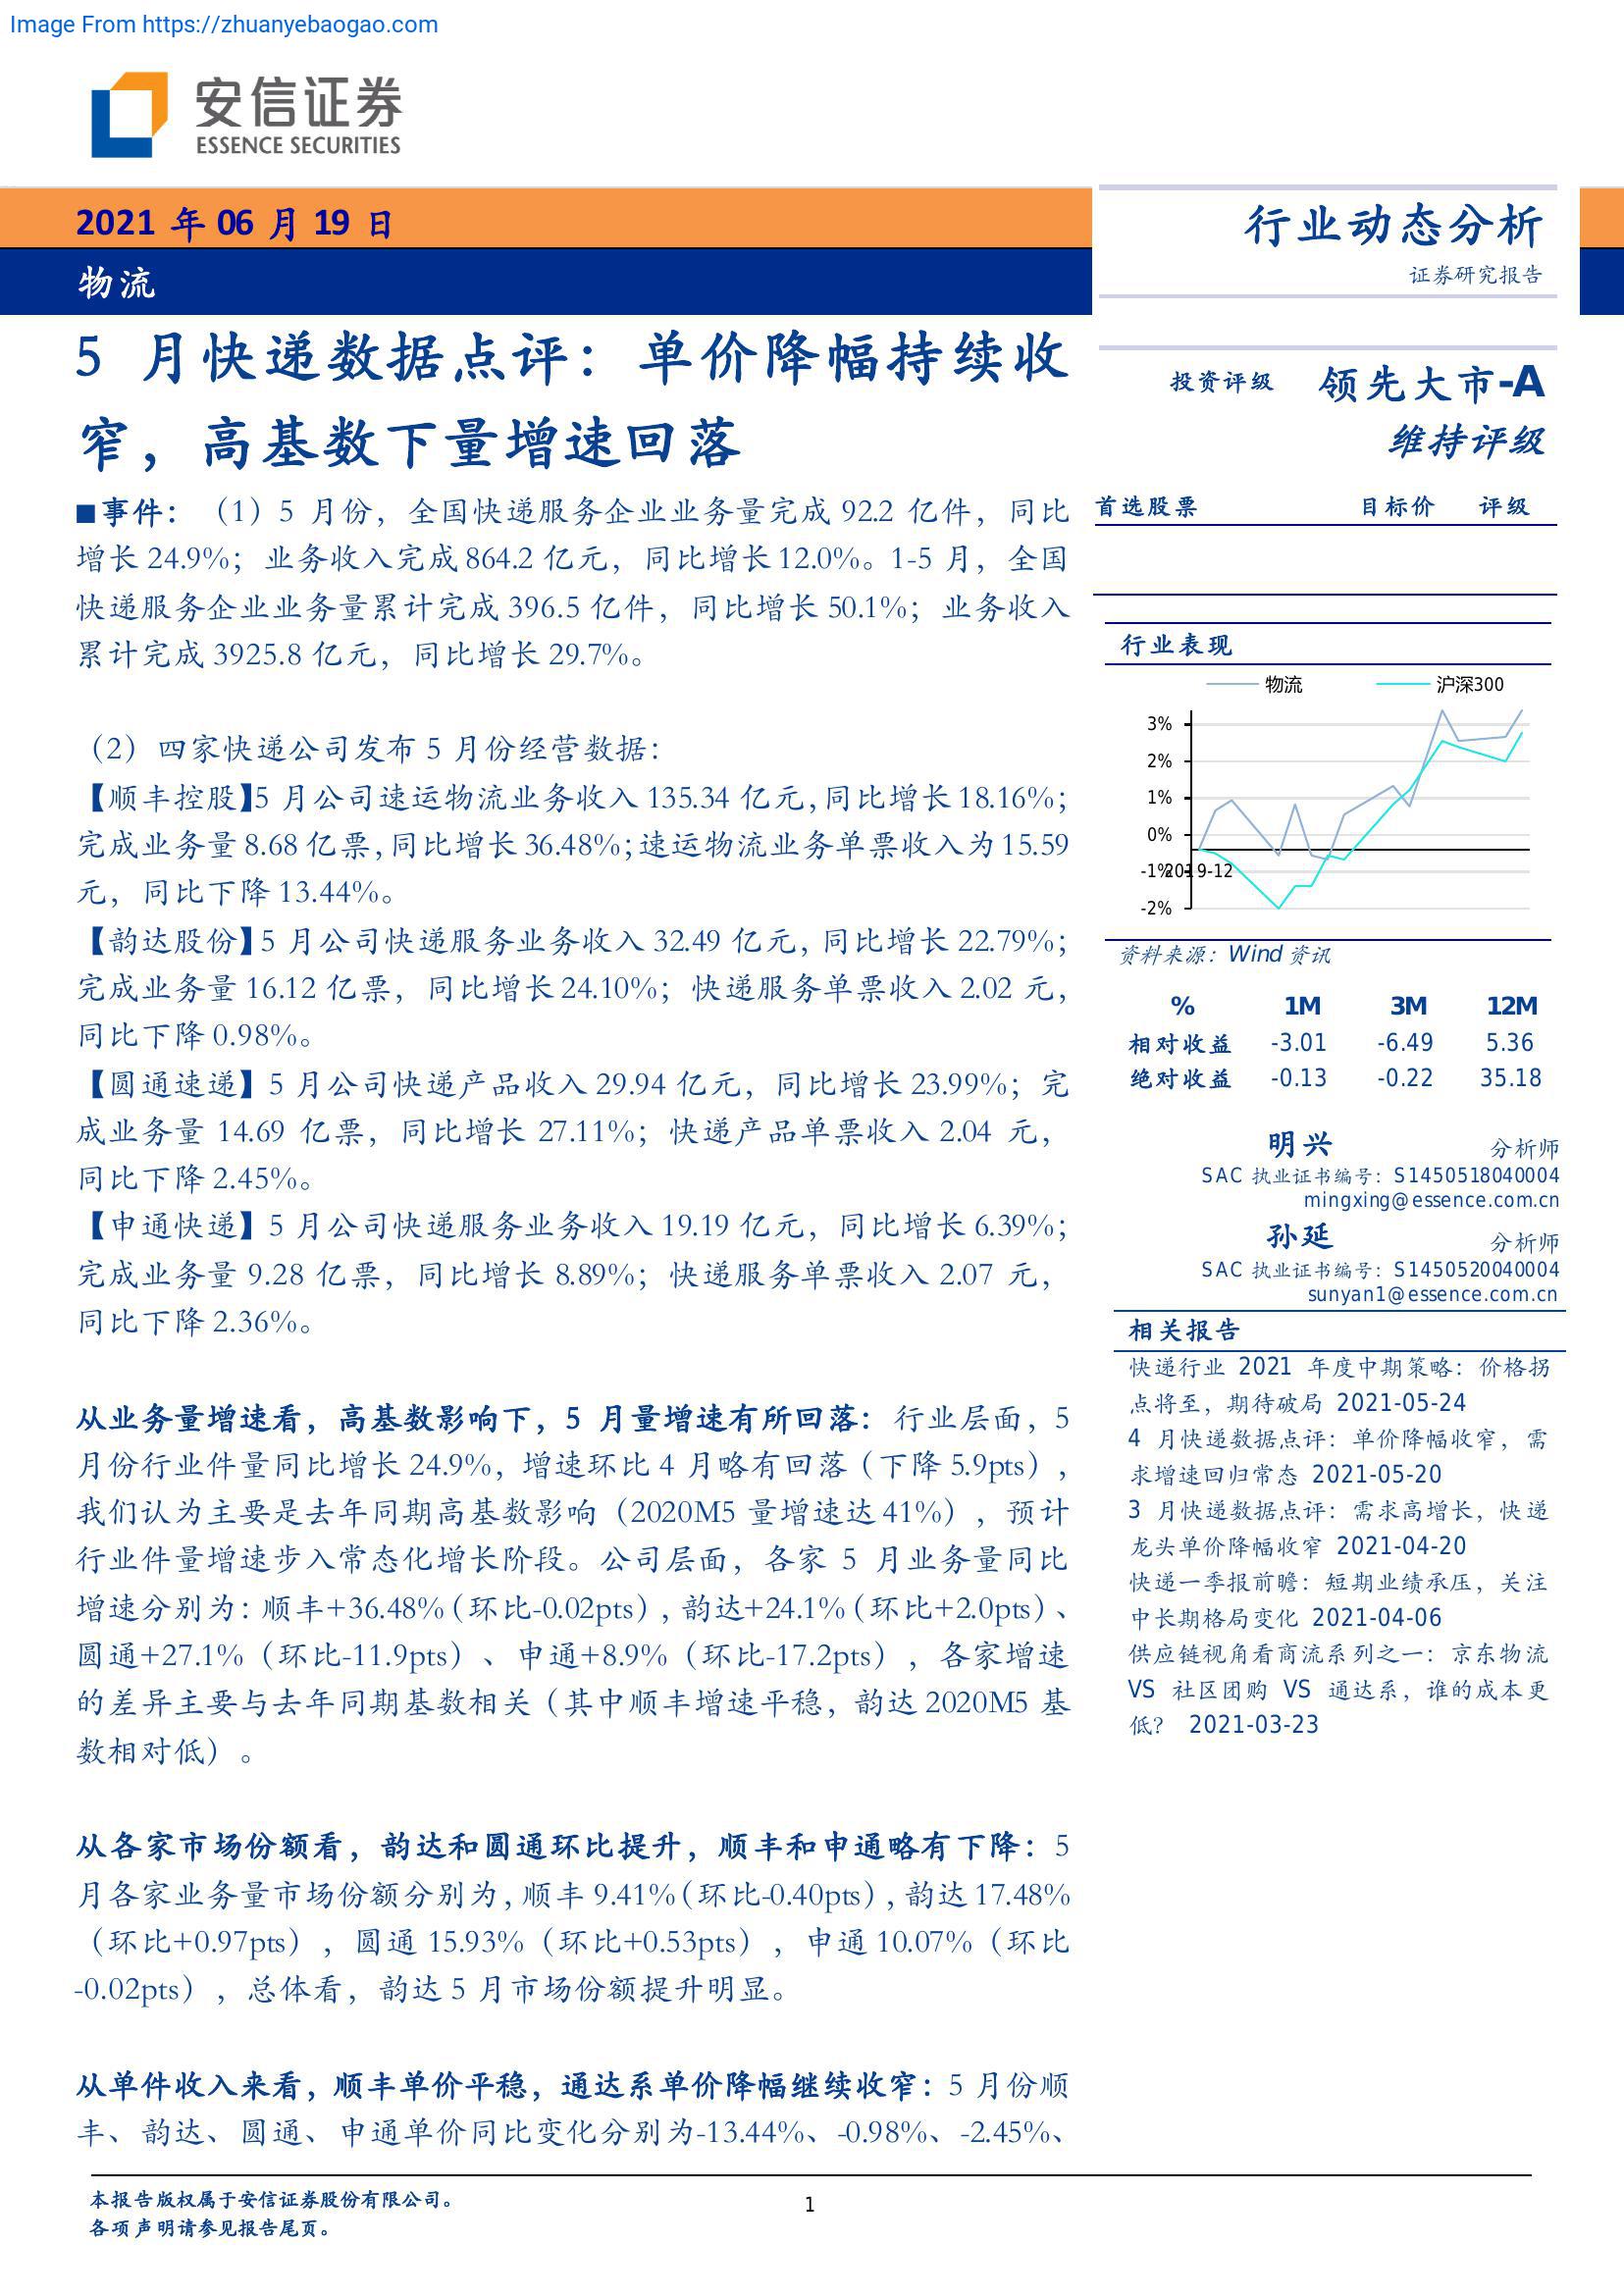 Image From https://zhuanyebaogao.com
安信证券
ESSENCE SECURITIES
2021 年 06 月 19 日
物流
行业动态分析
证券研究报告
5 月快递数据点评：单价降幅持续收
窄，高基数下量增速回落
■事件：（1）5 月份，全国快递服务企业业务量完成 92.2 亿件，同比
增长 24.9%；业务收入完成 864.2 亿元，同比增长 12.0%。1-5 月，全国
快递服务企业业务量累计完成 396.5 亿件，同比增长 50.1%；业务收入
累计完成 3925.8 亿元，同比增长 29.7%。
（2）四家快递公司发布 5 月份经营数据：
【顺丰控股】5 月公司速运物流业务收入 135.34 亿元，同比增长 18.16%；
完成业务量 8.68 亿票，同比增长 36.48%；速运物流业务单票收入为 15.59
元，同比下降 13.44%。
【韵达股份】5 月公司快递服务业务收入 32.49 亿元，同比增长 22.79%；
完成业务量 16.12 亿票，同比增长 24.10%；快递服务单票收入 2.02 元，
同比下降 0.98%。
【圆通速递】5 月公司快递产品收入 29.94 亿元，同比增长 23.99%；完
成业务量 14.69 亿票，同比增长 27.11%；快递产品单票收入 2.04 元，
同比下降 2.45%。
【申通快递】5 月公司快递服务业务收入 19.19 亿元，同比增长 6.39%；
完成业务量 9.28 亿票，同比增长 8.89%；快递服务单票收入 2.07 元，
同比下降 2.36%。
从业务量增速看，高基数影响下，5 月量增速有所回落：行业层面，5
月份行业件量同比增长 24.9%，增速环比 4 月略有回落（下降 5.9pts），
我们认为主要是去年同期高基数影响（2020M5 量增速达 41%），预计
行业件量增速步入常态化增长阶段。公司层面，各家 5 月业务量同比
增速分别为：顺丰+36.48%（环比-0.02pts），韵达+24.1%（环比+2.0pts）、
圆通+27.1%（环比-11.9pts）、申通+8.9%（环比-17.2pts），各家增速
的差异主要与去年同期基数相关（其中顺丰增速平稳，韵达 2020M5 基
数相对低）。
从各家市场份额看，韵达和圆通环比提升，顺丰和申通略有下降：5
月各家业务量市场份额分别为，顺丰 9.41%（环比-0.40pts），韵达 17.48%
（环比+0.97pts），圆通 15.93%（环比+0.53pts），申通 10.07%（环比
-0.02pts），总体看，韵达 5 月市场份额提升明显。
从单件收入来看，顺丰单价平稳，通达系单价降幅继续收窄：5 月份顺
丰、韵达、圆通、申通单价同比变化分别为-13.44%、-0.98%、-2.45%、
投资评级 领先大市-A
维持评级
首选股票 目标价 评级
行业表现
物流 沪深300
3%
2%
1%
0%
-1%
2019-12
-2%
资料来源：Wind 资讯
% 1M 3M 12M
相对收益 -3.01 -6.49 5.36
绝对收益 -0.13 -0.22 35.18
明兴 分析师
SAC 执业证书编号：S1450518040004
mingxing@essence.com.cn
孙延 分析师
SAC 执业证书编号：S1450520040004
sunyan1@essence.com.cn
相关报告
快递行业 2021 年度中期策略：价格拐
点将至，期待破局 2021-05-24
4 月快递数据点评：单价降幅收窄，需
求增速回归常态 2021-05-20
3 月快递数据点评：需求高增长，快递
龙头单价降幅收窄 2021-04-20
快递一季报前瞻：短期业绩承压，关注
中长期格局变化 2021-04-06
供应链视角看商流系列之一：京东物流
VS 社区团购 VS 通达系，谁的成本更
低？ 2021-03-23
本报告版权属于安信证券股份有限公司。
各项声明请参见报告尾页。
1